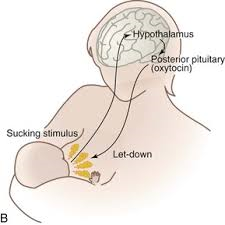 Hypothalamus
Posterior pituitary
(oxytocin)
Sucking stimulus
Let-down
B